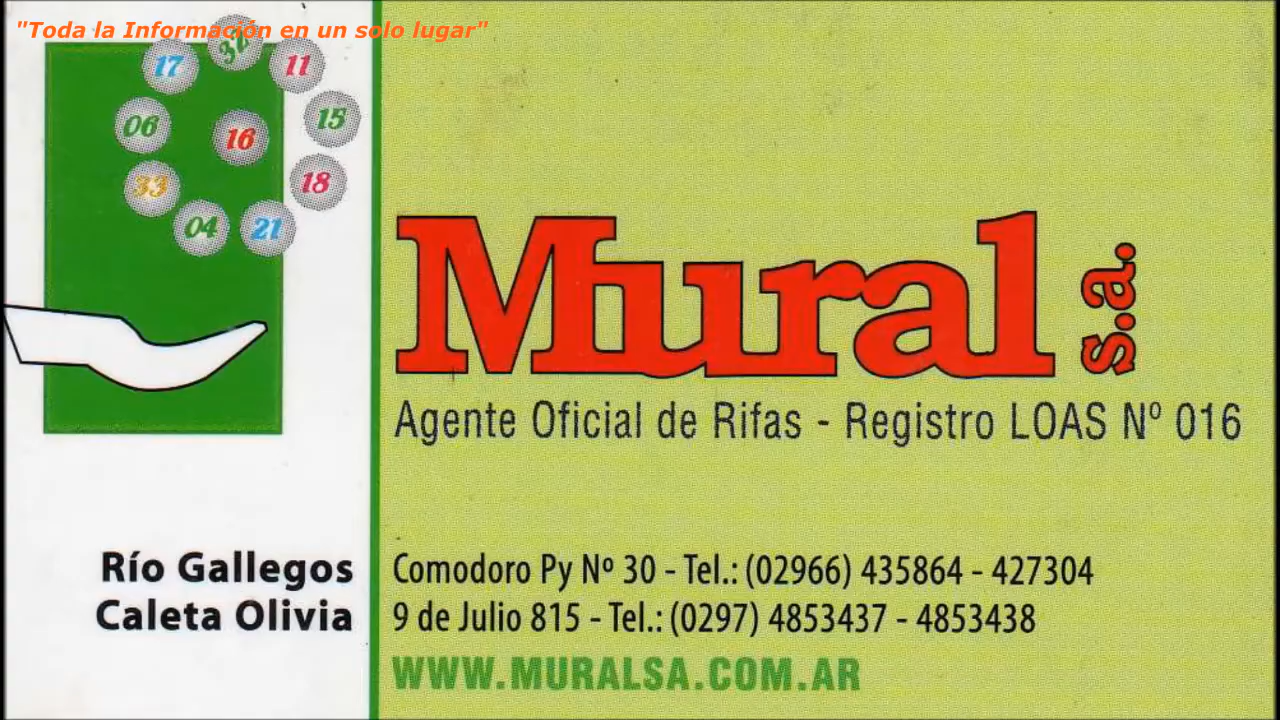 "Toda la Información en un solo lugar"
32
17
11
06
16
15
33
18
04
21
Mural s.a.
Agente Oficial de Rifas - Registro LOAS Nº 016
Río Gallegos Comodoro Py Nº 30 - Tel.: (02966) 435864 - 427304
Caleta Olivia 9 de Julio 815 - Tel.: (0297) 4853437 - 4853438
WWW.MURALSA.COM.AR